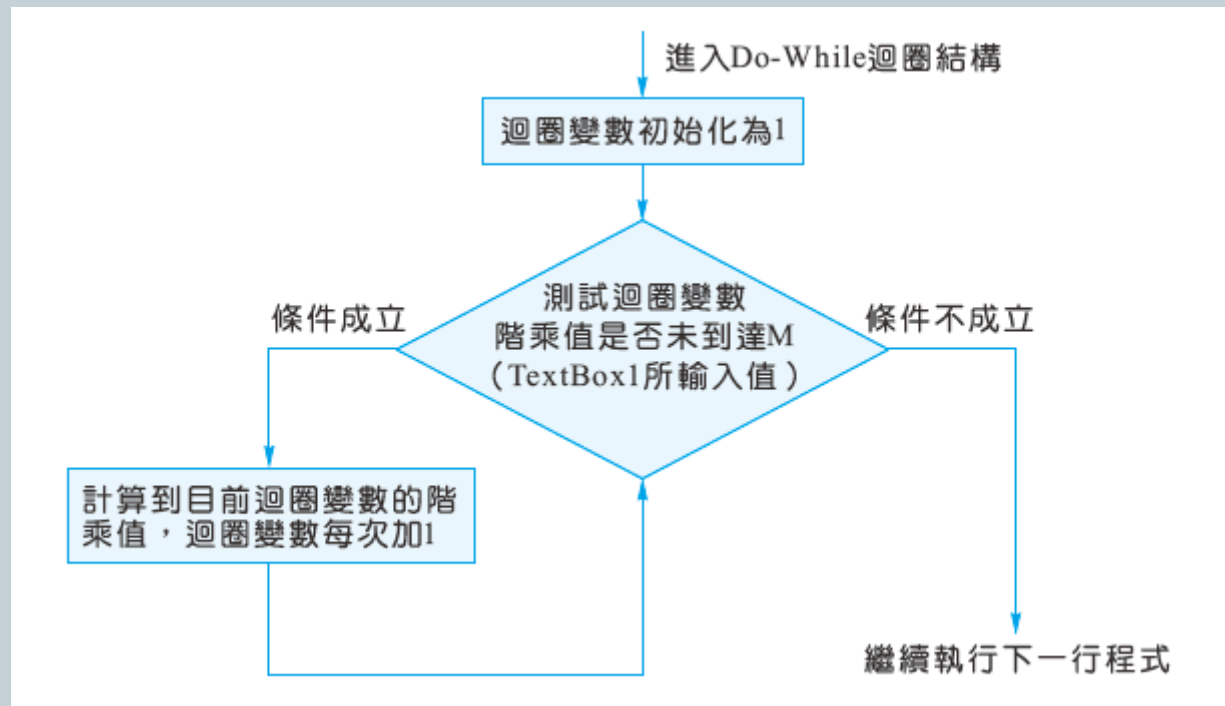 進入Do-While迴圈結構
迴圈變數初始化為1
測試迴圈變數
階乘值是否未到達M
（TextBox1所輸入值）
條件成立
條件不成立
計算到目前迴圈變數的階
乘值，迴圈變數每次加1
繼續執行下一行程式